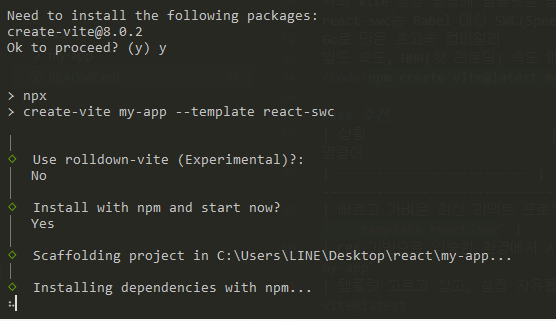 Need to install the following packages:
create-vite@8.0.2
Ok to proceed? (y) y
> npx
> create-vite my-app --template react-swc
Use rolldown-vite (Experimental)?:
No
Install with npm and start now?
Yes
Scaffolding project in C:\Users\LINE\Desktop\react\my-app...
Installing dependencies with npm...